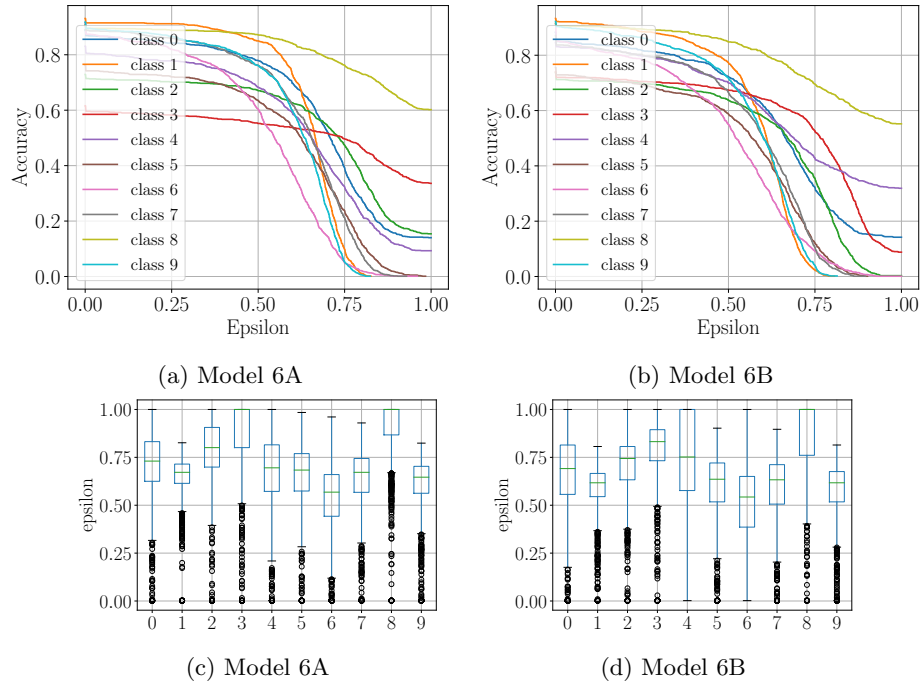 Accuracy
0.8
0.6
0.4
0.2
0.0
class 0
class 1
class 2
class 3
class 4
class 5
class 6
class 7
class 8
class 9
0.00 0.25 0.50 0.75 1.00
Epsilon
(a) Model 6A
Accuracy
0.8
0.6
0.4
0.2
0.0
class 0
class 1
class 2
class 3
class 4
class 5
class 6
class 7
class 8
class 9
0.00 0.25 0.50 0.75 1.00
Epsilon
(b) Model 6B
epsilon
1.00
0.75
0.50
0.25
0.00
0 1 2 3 4 5 6 7 8 9
(c) Model 6A
epsilon
1.00
0.75
0.50
0.25
0.00
0 1 2 3 4 5 6 7 8 9
(d) Model 6B